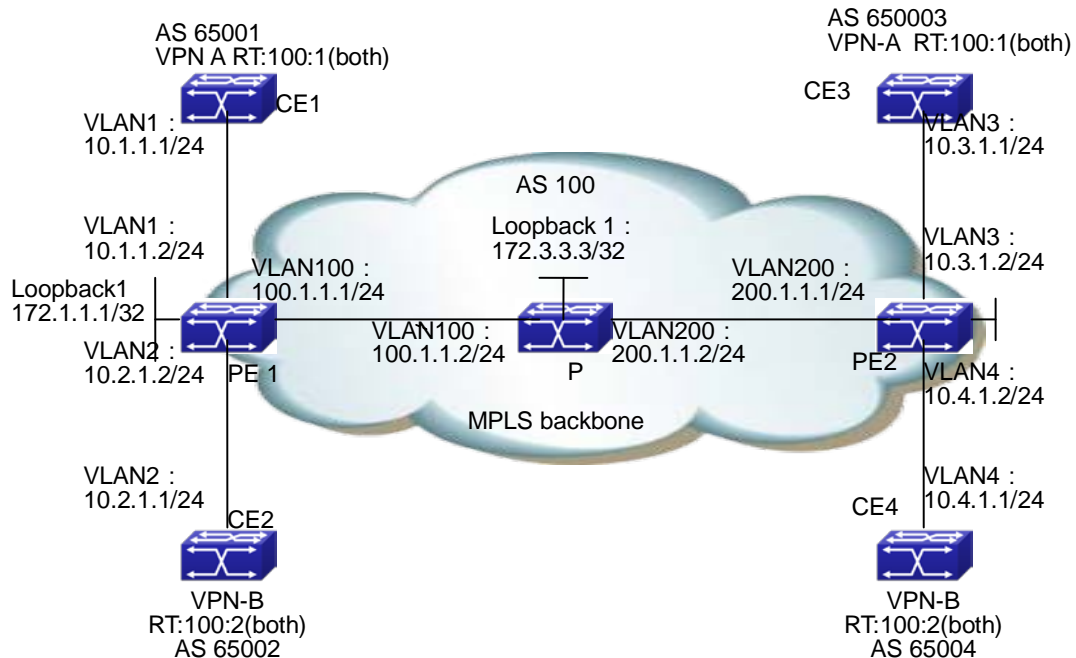 AS 65001
VPN A RT:100:1(both)
CE1
AS 650003
VPN-A RT:100:1(both)
CE3
VLAN1 :
10.1.1.1/24
VLAN3 :
10.3.1.1/24
AS 100
VLAN1 :
10.1.1.2/24
Loopback 1 :
172.3.3.3/32
VLAN3 :
10.3.1.2/24
Loopback1
172.1.1.1/32
VLAN100 :
100.1.1.1/24
VLAN200 :
200.1.1.1/24
VLAN100 :
100.1.1.2/24
VLAN200 :
200.1.1.2/24
VLAN2 :
10.2.1.2/24
PE 1
P
PE2
VLAN4 :
10.4.1.2/24
MPLS backbone
VLAN2 :
10.2.1.1/24
CE2
CE4
VLAN4 :
10.4.1.1/24
VPN-B
RT:100:2(both)
AS 65002
VPN-B
RT:100:2(both)
AS 65004